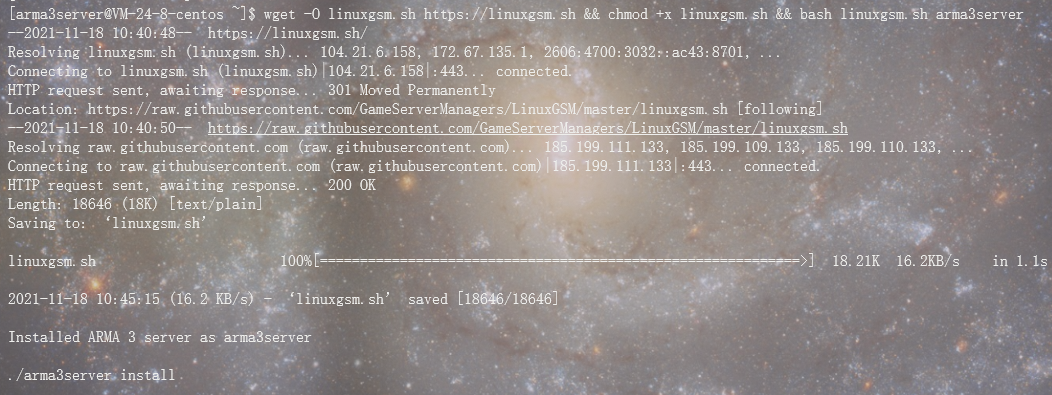 [arma3server@VM-24-8-centos ~]$ wget -O linuxgsm.sh https://linuxgsm.sh && chmod +x linuxgsm.sh && bash linuxgsm.sh arma3server
--2021-11-18 10:40:48--  https://linuxgsm.sh/
Resolving linuxgsm.sh (linuxgsm.sh)... 104.21.6.158, 172.67.135.1, 2606:4700:3032::ac43:8701, ...
Connecting to linuxgsm.sh (linuxgsm.sh)|104.21.6.158|:443... connected.
HTTP request sent, awaiting response... 301 Moved Permanently
Location: https://raw.githubusercontent.com/GameServerManagers/LinuxGSM/master/linuxgsm.sh [following]
--2021-11-18 10:40:50--  https://raw.githubusercontent.com/GameServerManagers/LinuxGSM/master/linuxgsm.sh
Resolving raw.githubusercontent.com (raw.githubusercontent.com)... 185.199.111.133, 185.199.109.133, 185.199.110.133, ...
Connecting to raw.githubusercontent.com (raw.githubusercontent.com)|185.199.111.133|:443... connected.
HTTP request sent, awaiting response... 200 OK
Length: 18646 (18K) [text/plain]
Saving to: ‘linuxgsm.sh’
linuxgsm.sh 100%[============================================================>] 18.21K 16.2KB/s in 1.1s
2021-11-18 10:45:15 (16.2 KB/s) - ‘linuxgsm.sh’ saved [18646/18646]
Installed ARMA 3 server as arma3server
./arma3server install